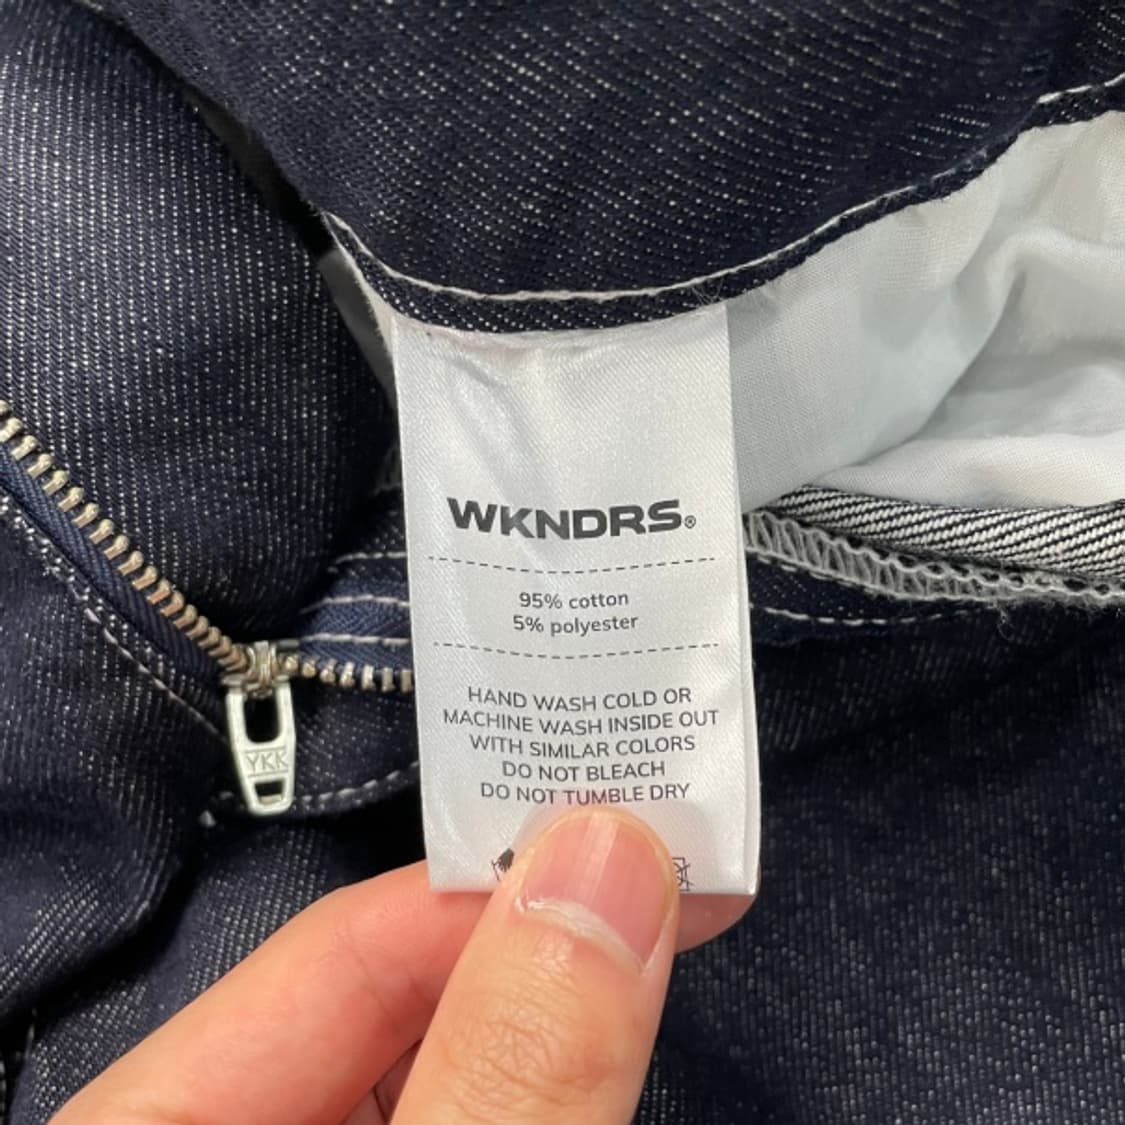 WKNDRS®
95% cotton
5% polyester
HAND WASH COLD OR
MACHINE WASH INSIDE OUT
WITH SIMILAR COLORS
DO NOT BLEACH
DO NOT TUMBLE DRY
YKK